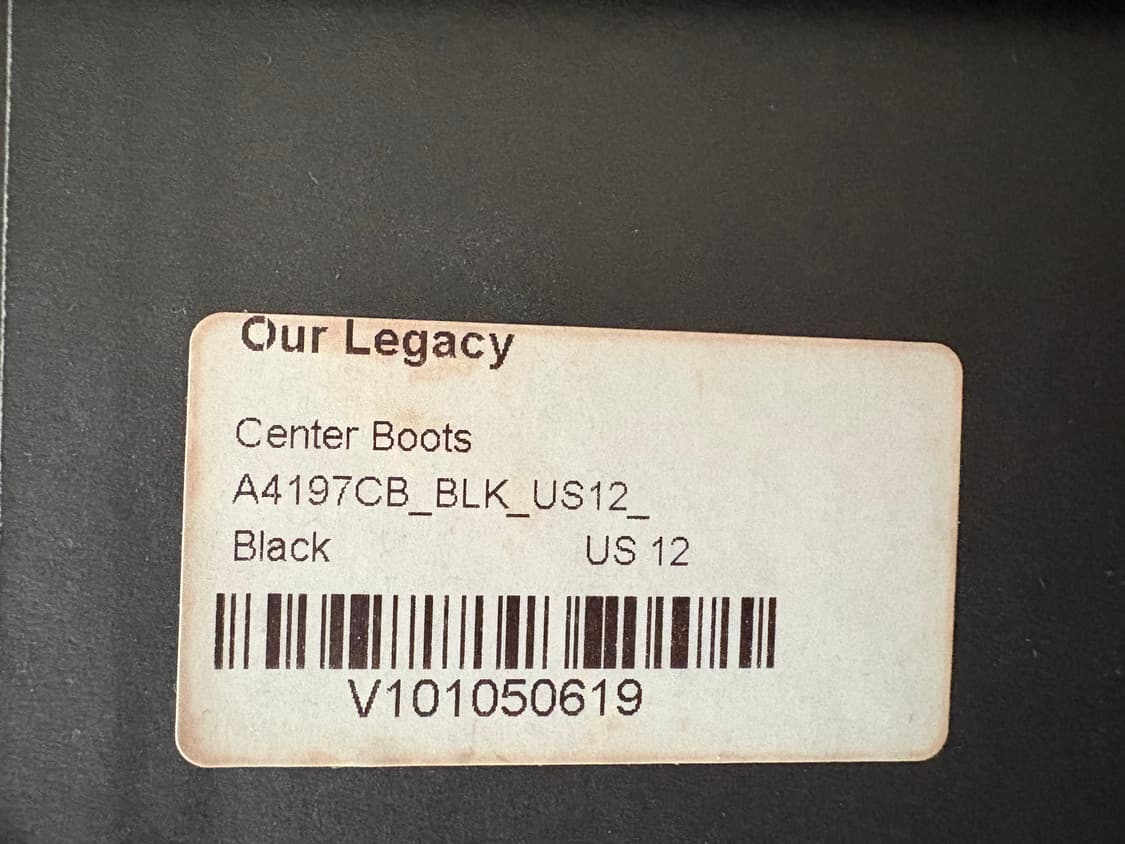 Our Legacy
Center Boots
A4197CB_BLK_US12_
Black US 12
V101050619